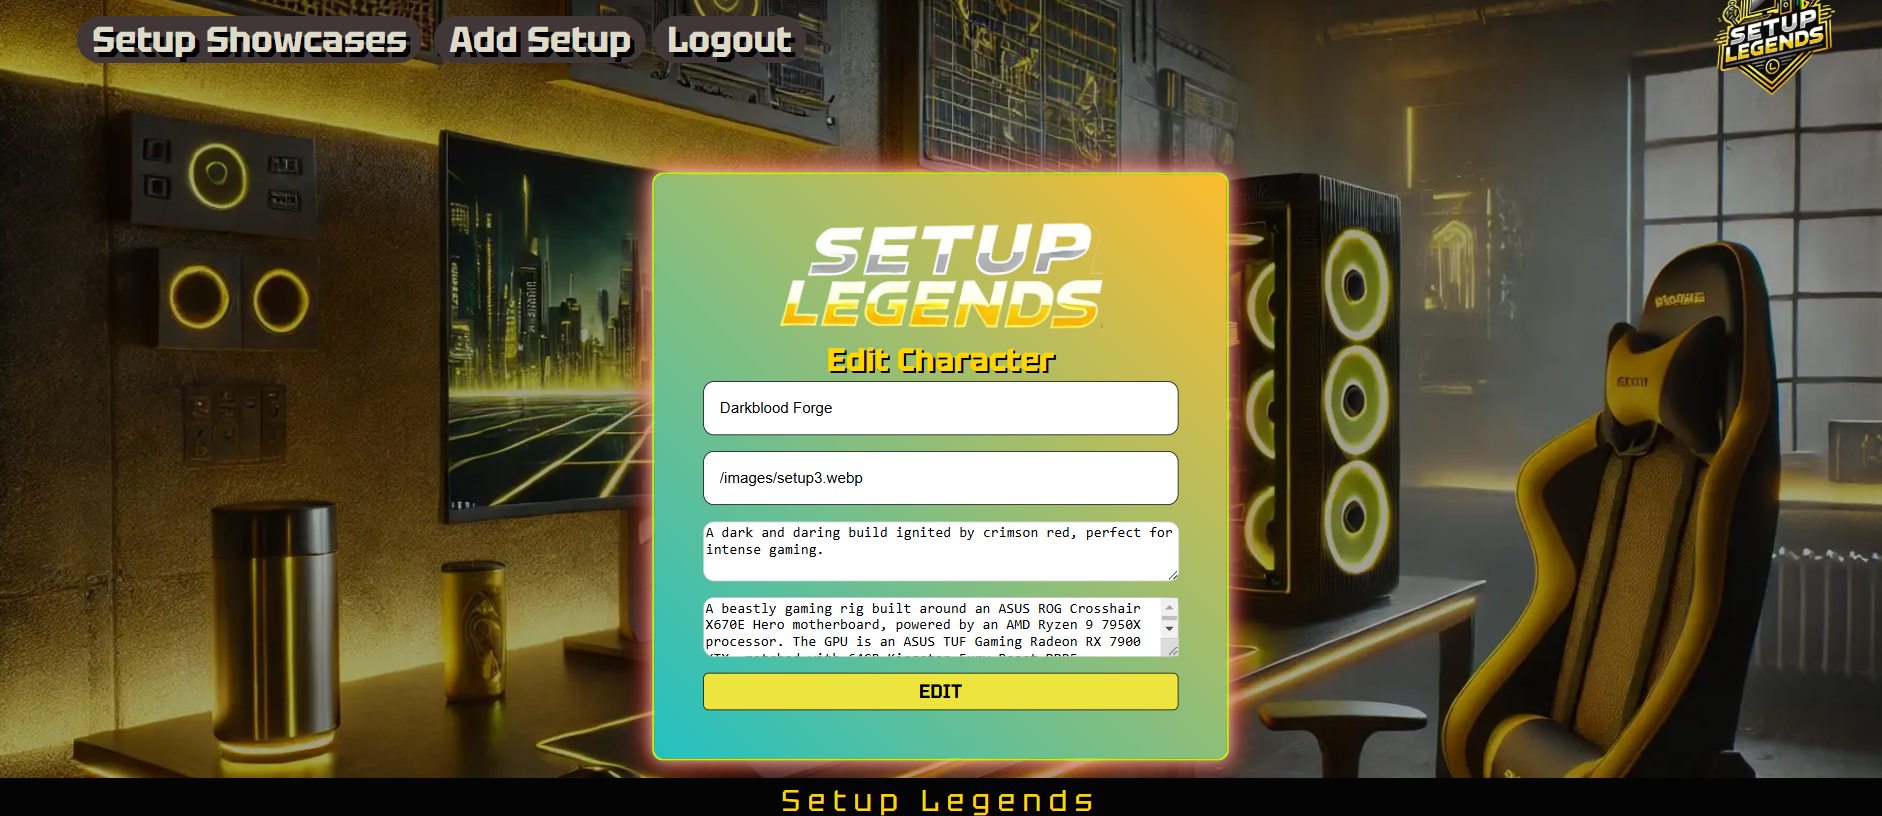 Setup Showcases
Add Setup
Logout
SETUP
LEGENDS
SETUP
LEGENDS
Edit Character
Darkblood Forge
/images/setup3.webp
A dark and daring build ignited by crimson red, perfect for
intense gaming.
A beastly gaming rig built around an ASUS ROG Crosshair
X670E Hero motherboard, powered by an AMD Ryzen 9 7950X
processor. The GPU is an ASUS TUF Gaming Radeon RX 7900
EDIT
Setup Legends